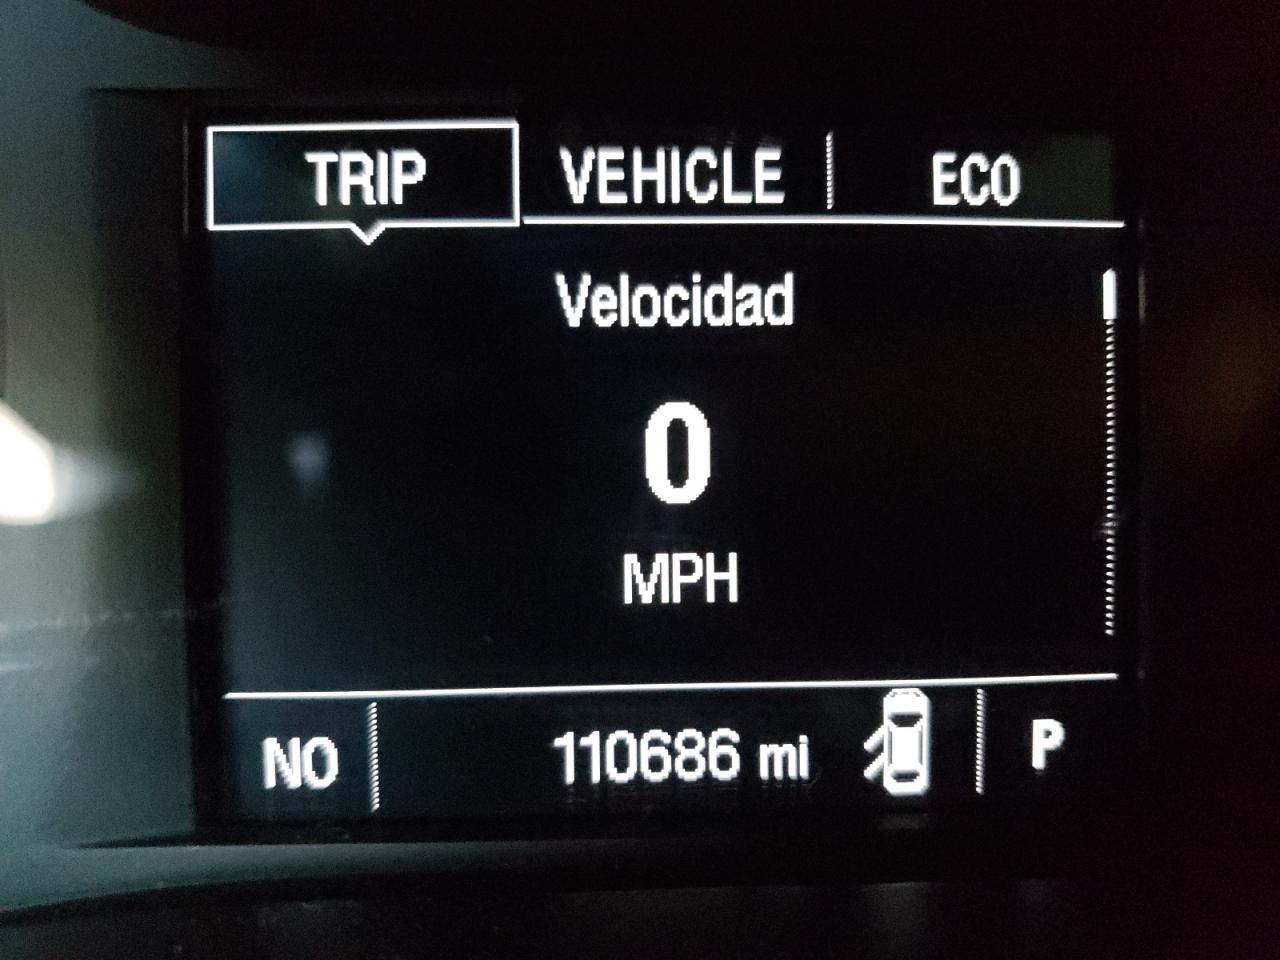 TRIP VEHICLE ECO
Velocidad
0
MPH
NO 110686 mi P